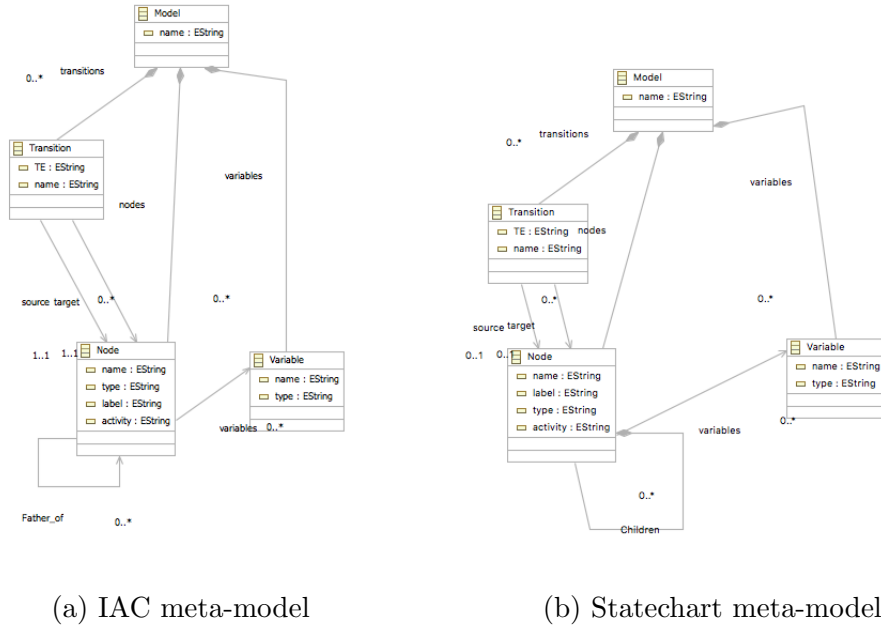 Model
name : EString
transitions
0..*
Transition
TE : EString
name : EString
variables
nodes
source target
0..*
0..*
1..1
1..1
Node
name : EString
type : EString
label : EString
activity : EString
Variable
name : EString
type : EString
variables
0..*
Father_of
0..*
(a) IAC meta-model
Model
name : EString
transitions
0..*
variables
Transition
TE : EString
name : EString
nodes
0..*
0..*
source
target
0..1
0..1
Node
name : EString
label : EString
type : EString
activity : EString
Variable
name : EString
type : EString
variables
0..*
0..*
Children
(b) Statechart meta-model